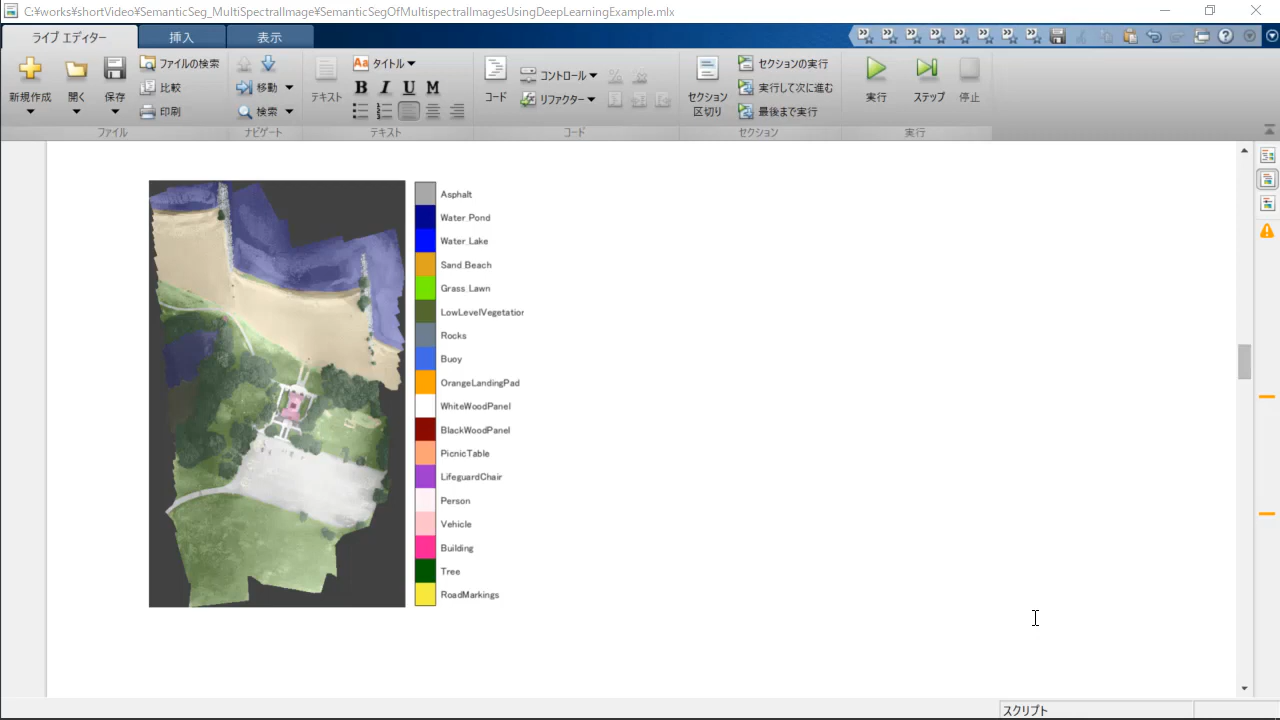 C:¥works¥shortVideo¥SemanticSeg_MultiSpectralImage¥SemanticSegOfMultispectralImagesUsingDeepLearningExample.mlx
ライブ エディター 挿入 表示
新規作成
開く
保存
ファイルの検索
比較
印刷
ファイル
移動
検索
ナビゲート
テキスト
Aa タイトル
B I U M
テキスト
コード
コントロール
リファクター
コード
セクション
区切り
セクションの実行
実行して次に進む
最後まで実行
セクション
実行
ステップ
停止
実行
Asphalt
Water Pond
Water Lake
Sand Beach
Grass Lawn
LowLevelVegetation
Rocks
Buoy
OrangeLandingPad
WhiteWoodPanel
BlackWoodPanel
PicnicTable
LifeguardChair
Person
Vehicle
Building
Tree
RoadMarkings
スクリプト